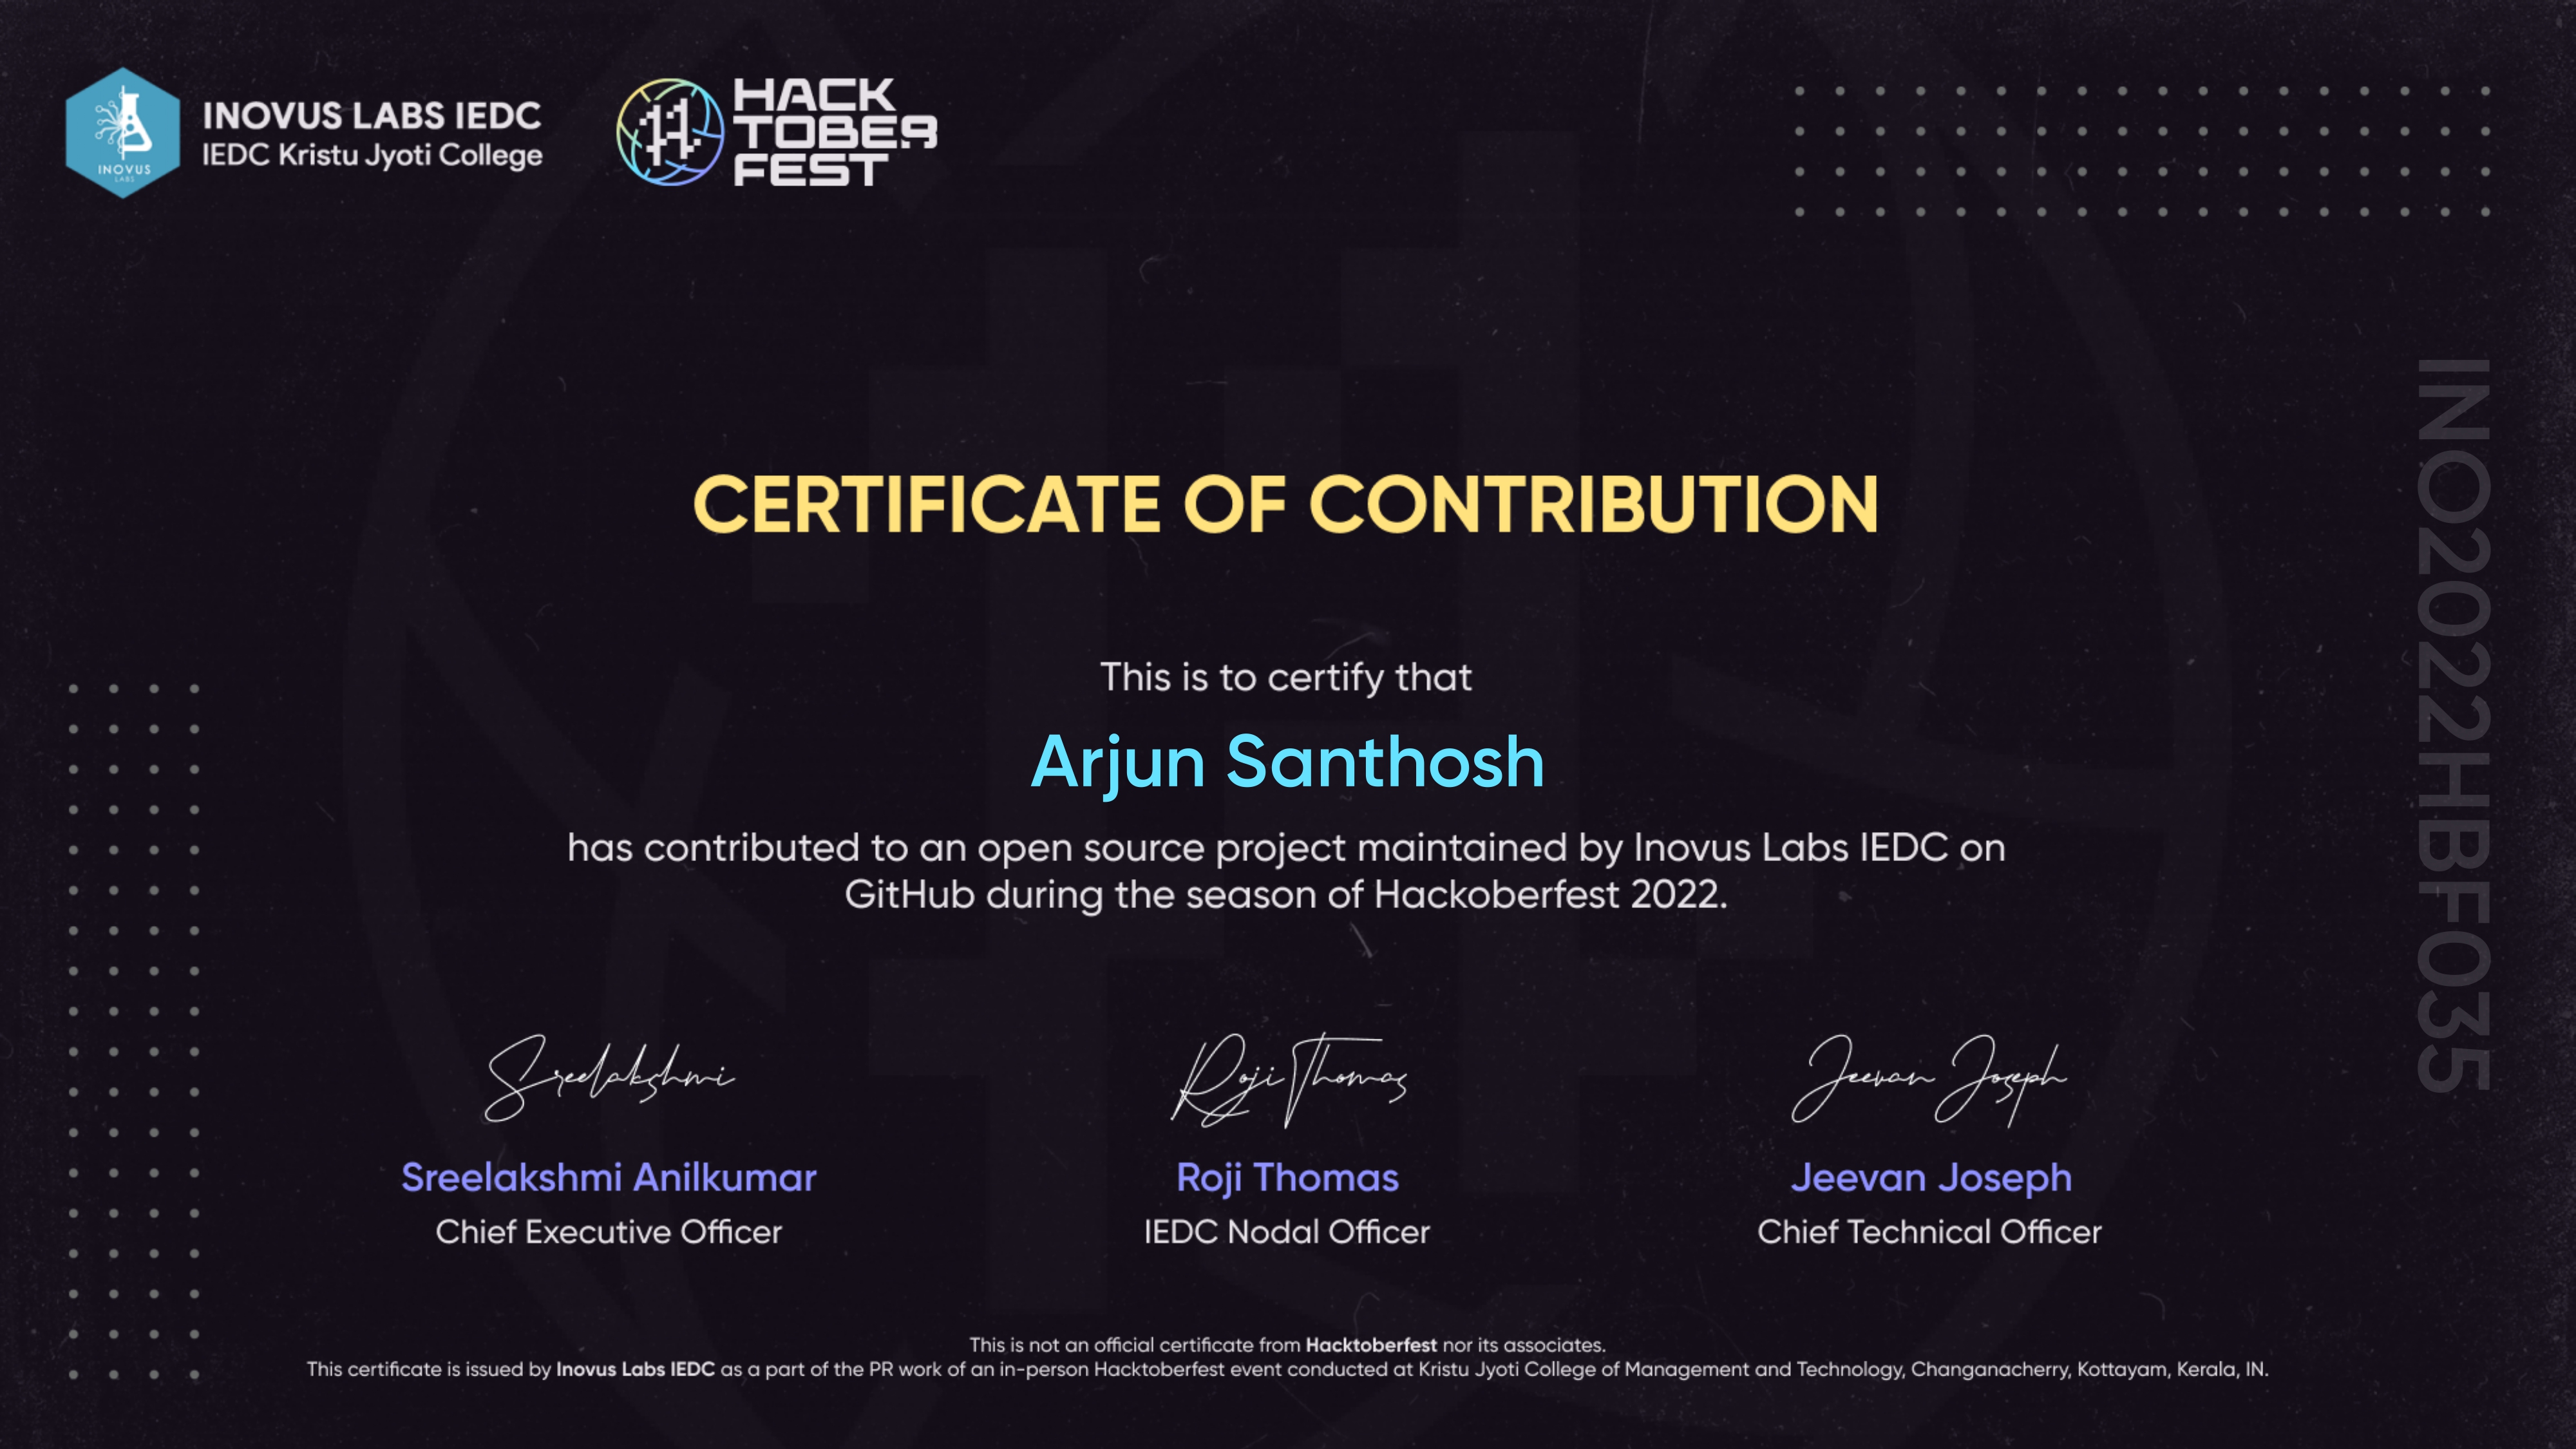 INOVUS
LABS
INOVUS LABS IEDC
IEDC Kristu Jyoti College
HACK
TOBER
FEST
CERTIFICATE OF CONTRIBUTION
This is to certify that
Arjun Santhosh
has contributed to an open source project maintained by Inovus Labs IEDC on
GitHub during the season of Hackoberfest 2022.
INO2022HBF035
Sreelakshmi
Roji Thomas
Jeevan Joseph
Sreelakshmi Anilkumar
Roji Thomas
Jeevan Joseph
Chief Executive Officer
IEDC Nodal Officer
Chief Technical Officer
This is not an official certificate from Hacktoberfest nor its associates.
This certificate is issued by Inovus Labs IEDC as a part of the PR work of an in-person Hacktoberfest event conducted at Kristu Jyoti College of Management and Technology, Changanacherry, Kottayam, Kerala, IN.